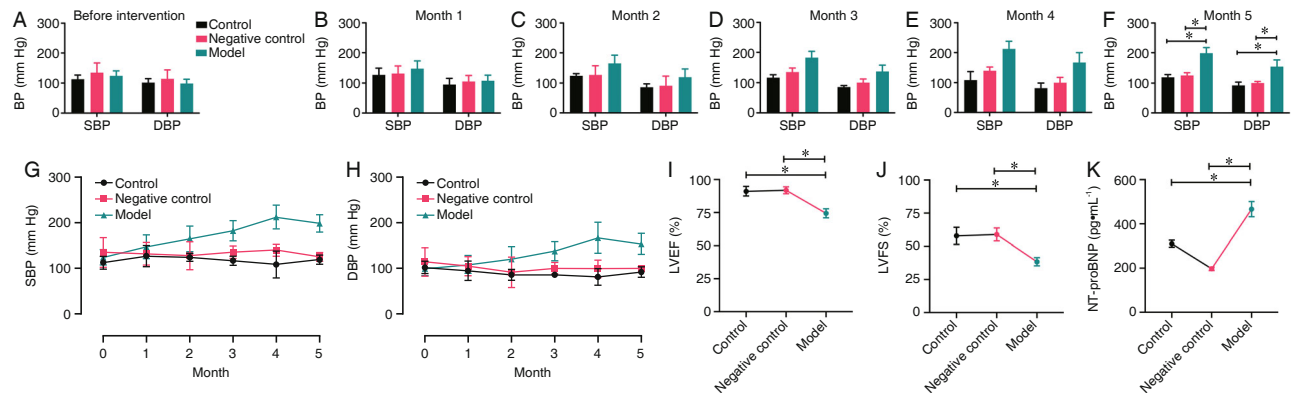 A
Before intervention
BP (mm Hg)
300
200
100
0
SBP
DBP
Control
Negative control
Model
B
Month 1
BP (mm Hg)
300
200
100
0
SBP
DBP
C
Month 2
BP (mm Hg)
300
200
100
0
SBP
DBP
D
Month 3
BP (mm Hg)
300
200
100
0
SBP
DBP
E
Month 4
BP (mm Hg)
300
200
100
0
SBP
DBP
F
Month 5
BP (mm Hg)
300
200
100
0
*
*
*
*
SBP
DBP
G
SBP (mm Hg)
300
200
100
0
Control
Negative control
Model
0 1 2 3 4 5
Month
H
DBP (mm Hg)
300
200
100
0
Control
Negative control
Model
0 1 2 3 4 5
Month
I
LVEF (%)
100
75
50
25
0
*
*
Control
Negative control
Model
J
LVFS (%)
100
75
50
25
0
*
*
Control
Negative control
Model
K
NT-proBNP (pg•mL⁻¹)
600
400
200
0
*
*
Control
Negative control
Model